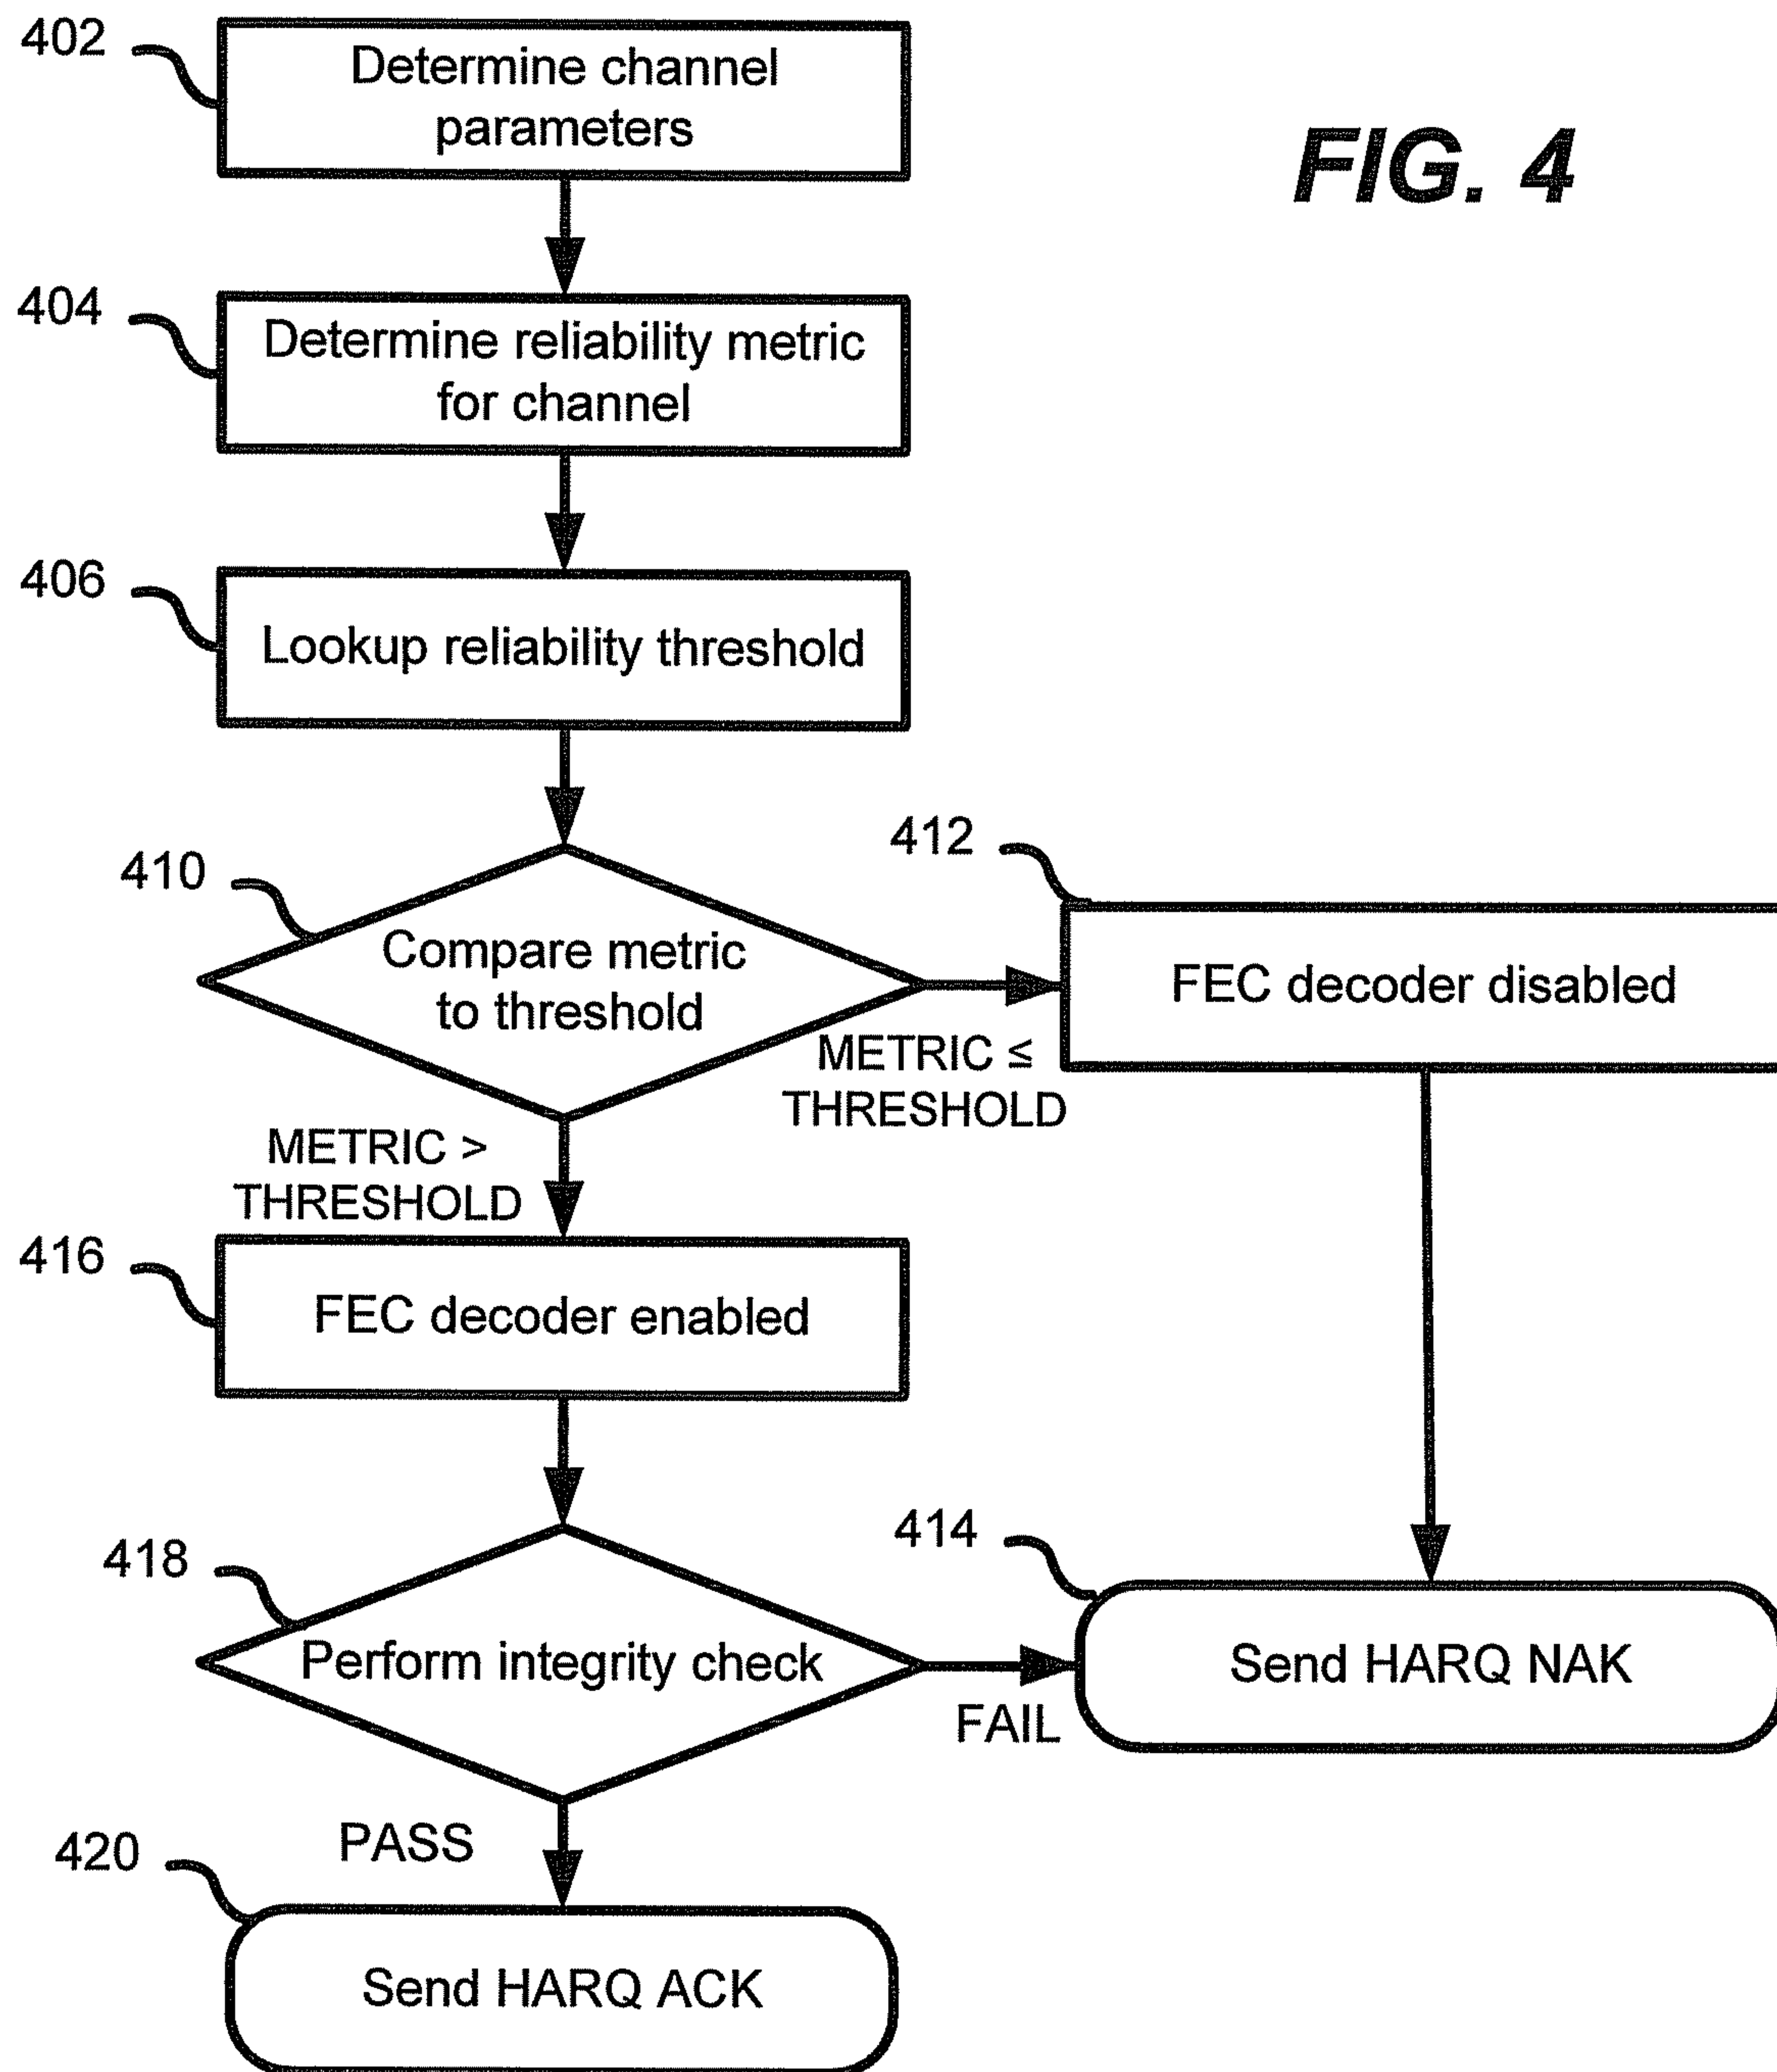 402
Determine channel
parameters
FIG. 4
404
Determine reliability metric
for channel
406
Lookup reliability threshold
410
Compare metric
to threshold
412
FEC decoder disabled
METRIC ≤
THRESHOLD
METRIC >
THRESHOLD
416
FEC decoder enabled
418
Perform integrity check
414
Send HARQ NAK
FAIL
PASS
420
Send HARQ ACK